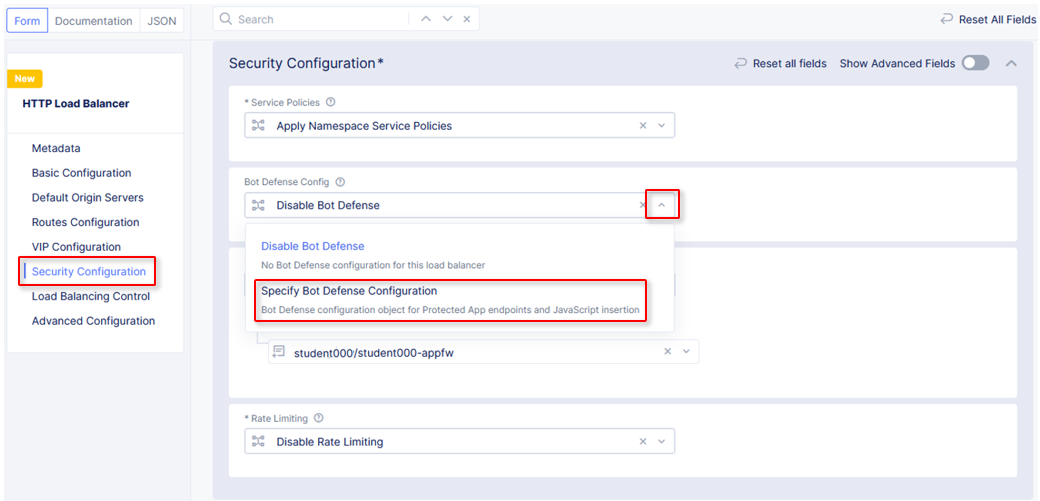 Form
Documentation
JSON
Search
Reset All Fields
New
HTTP Load Balancer
Metadata
Basic Configuration
Default Origin Servers
Routes Configuration
VIP Configuration
Security Configuration
Load Balancing Control
Advanced Configuration
Security Configuration*
Reset all fields
Show Advanced Fields
* Service Policies
Apply Namespace Service Policies
Bot Defense Config
Disable Bot Defense
Disable Bot Defense
No Bot Defense configuration for this load balancer
Specify Bot Defense Configuration
Bot Defense configuration object for Protected App endpoints and JavaScript insertion
student000/student000-appfw
* Rate Limiting
Disable Rate Limiting